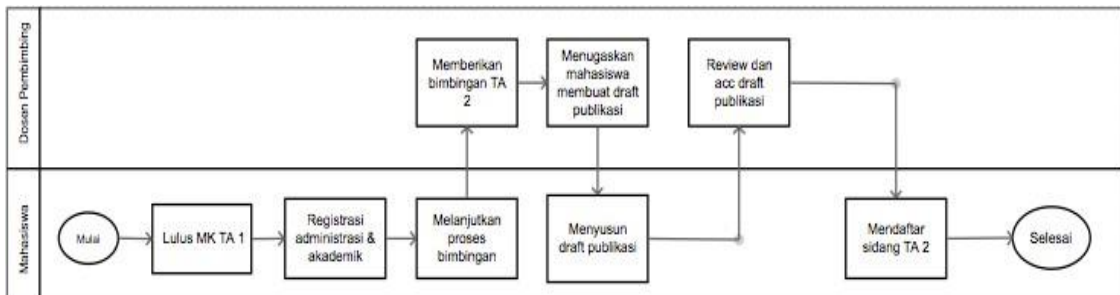 Dosen Pembimbing
Memberikan
bimbingan TA
2
Menugaskan
mahasiswa
membuat draft
publikasi
Review dan
acc draft
publikasi
Mahasiswa
Mulai
Lulus MK TA 1
Registrasi
administrasi &
akademik
Melanjutkan
proses
bimbingan
Menyusun
draft publikasi
Mendaftar
sidang TA 2
Selesai